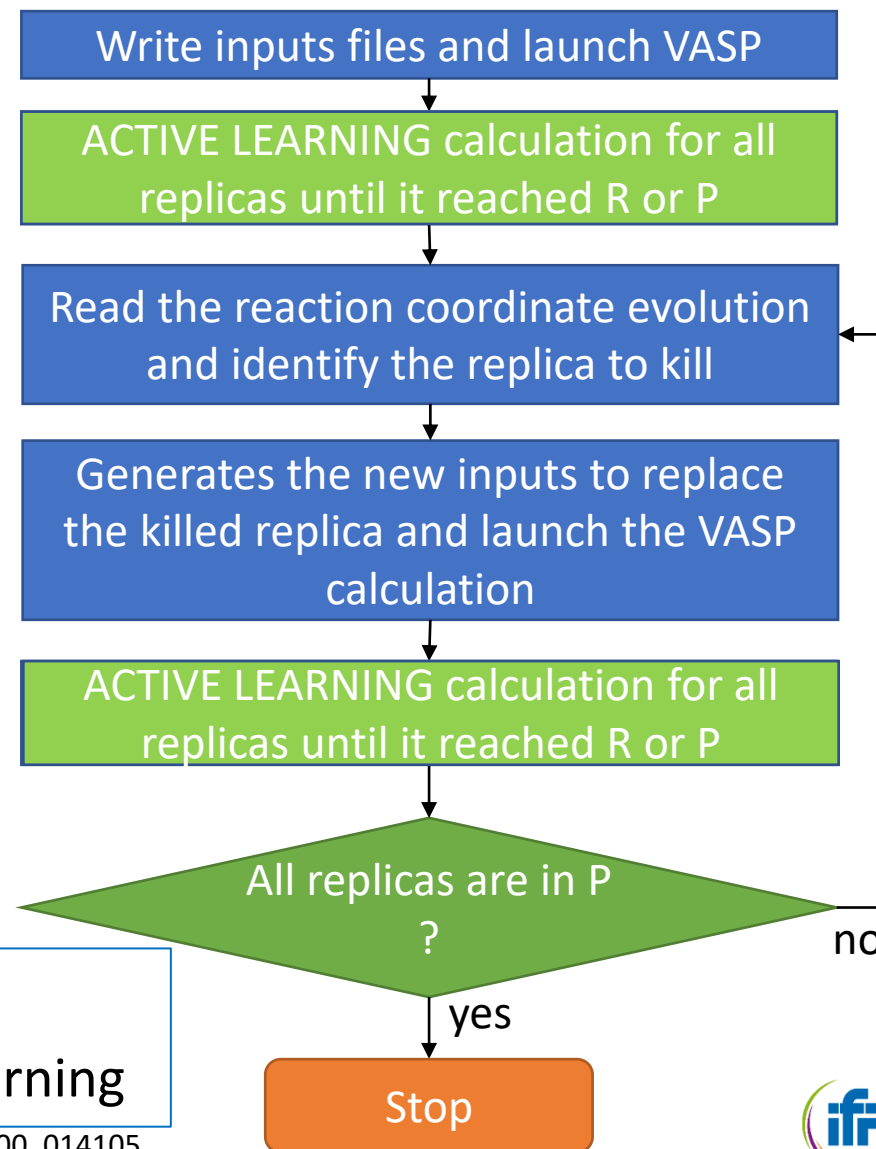 Write inputs files and launch VASP
ACTIVE LEARNING calculation for all
replicas until it reached R or P
Read the reaction coordinate evolution
and identify the replica to kill
Generates the new inputs to replace
the killed replica and launch the VASP
calculation
ACTIVE LEARNING calculation for all
replicas until it reached R or P
All replicas are in P
?
no
yes
rning
Stop
00, 014105